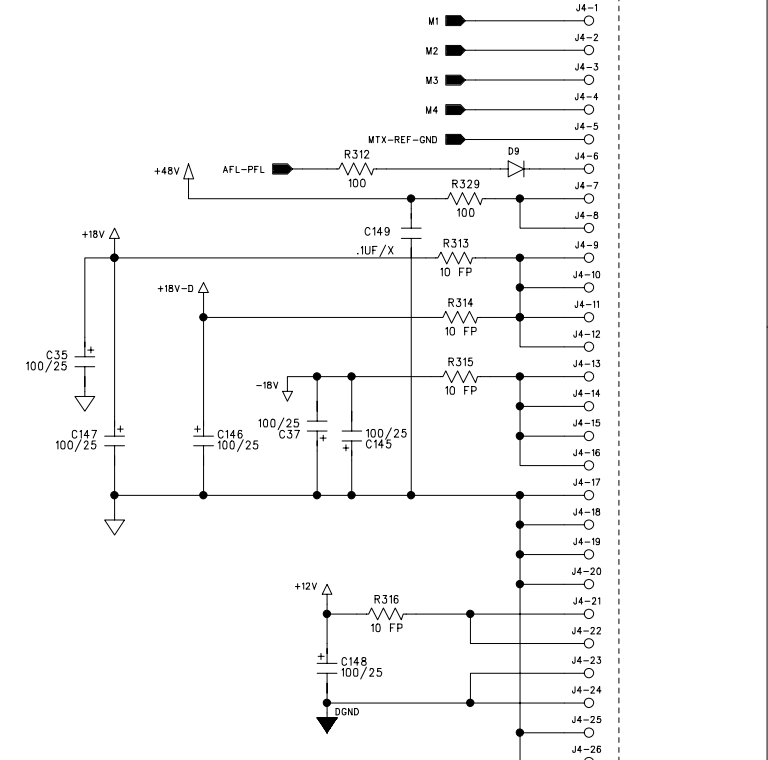 J4-1
M1
J4-2
M2
J4-3
M3
J4-4
M4
J4-5
MTX-REF-GND
J4-6
D9
R312
AFL-PFL
100
+48V
J4-7
R329
100
J4-8
C149
.1UF/X
+18V
J4-9
R313
10 FP
J4-10
+18V-D
J4-11
R314
10 FP
J4-12
C35
100/25
+
J4-13
R315
10 FP
-18V
J4-14
100/25
C37
+
100/25
C145
+
J4-15
C147
100/25
+
C146
100/25
+
J4-16
J4-17
J4-18
J4-19
J4-20
+12V
J4-21
R316
10 FP
J4-22
J4-23
+
C148
100/25
J4-24
DGND
J4-25
J4-26